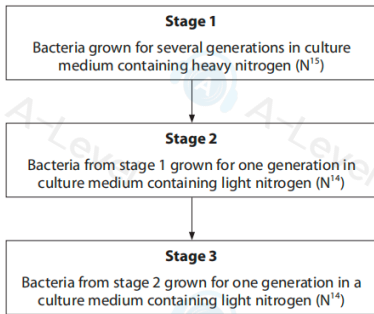 Stage 1
Bacteria grown for several generations in culture
medium containing heavy nitrogen (N¹⁵)
Stage 2
Bacteria from stage 1 grown for one generation in
culture medium containing light nitrogen (N¹⁴)
Stage 3
Bacteria from stage 2 grown for one generation in a
culture medium containing light nitrogen (N¹⁴)